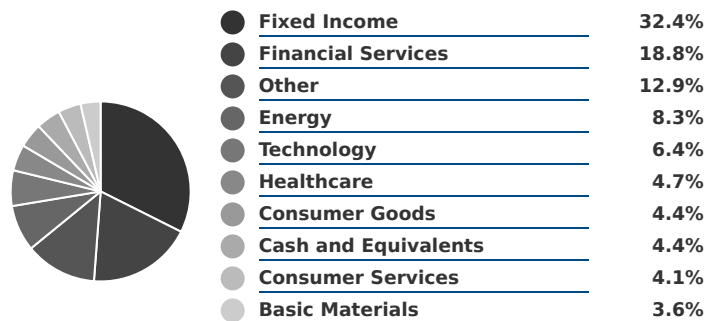 Fixed Income 32.4%
Financial Services 18.8%
Other 12.9%
Energy 8.3%
Technology 6.4%
Healthcare 4.7%
Consumer Goods 4.4%
Cash and Equivalents 4.4%
Consumer Services 4.1%
Basic Materials 3.6%